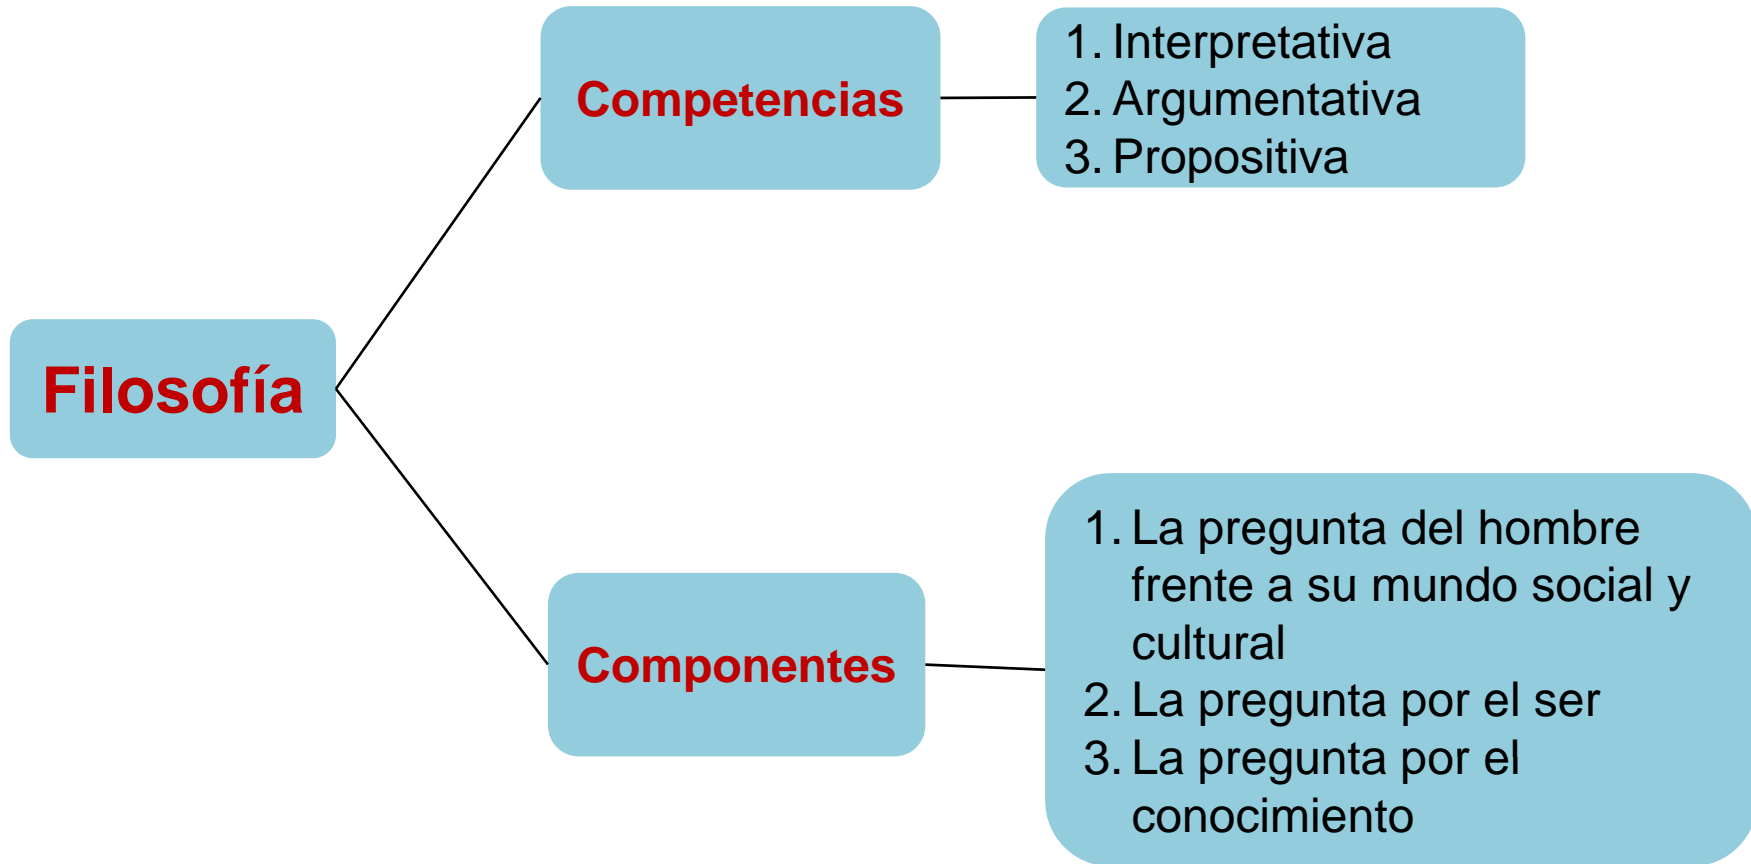 Competencias
1. Interpretativa
2. Argumentativa
3. Propositiva
Filosofía
Componentes
1. La pregunta del hombre
frente a su mundo social y
cultural
2. La pregunta por el ser
3. La pregunta por el
conocimiento